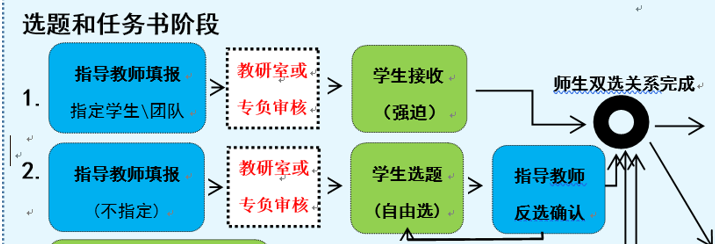 选题和任务书阶段
1.
指导教师填报
指定学生\团队
教研室或
专负审核
学生接收
（强迫）
师生双选关系完成
2.
指导教师填报
（不指定）
教研室或
专负审核
学生选题
（自由选）
指导教师
反选确认